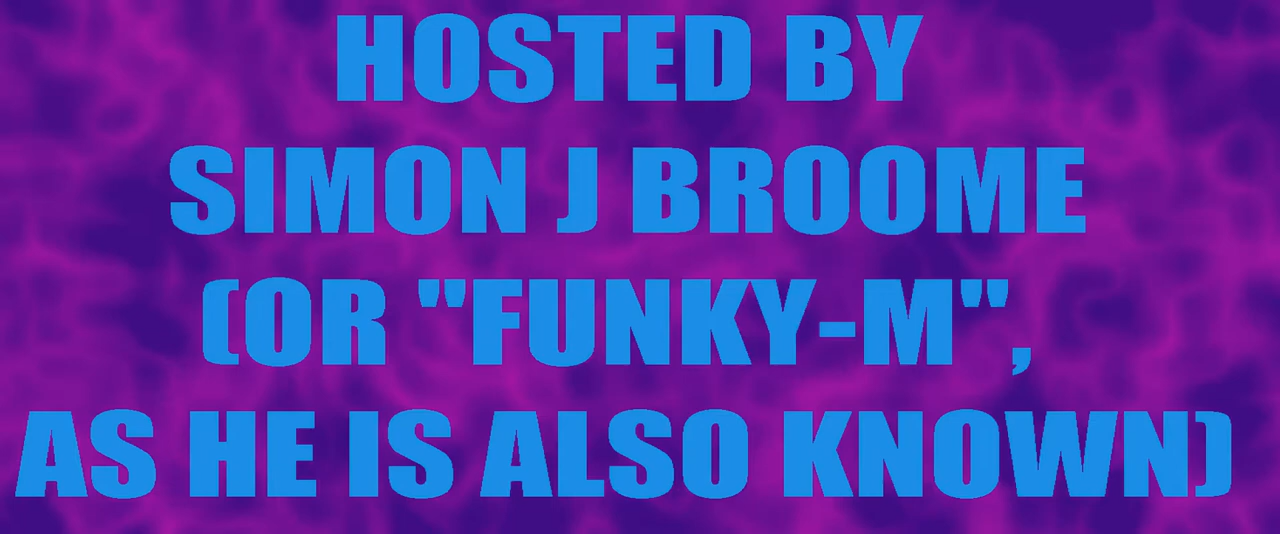 HOSTED BY
SIMON J BROOME
(OR "FUNKY-M",
AS HE IS ALSO KNOWN)